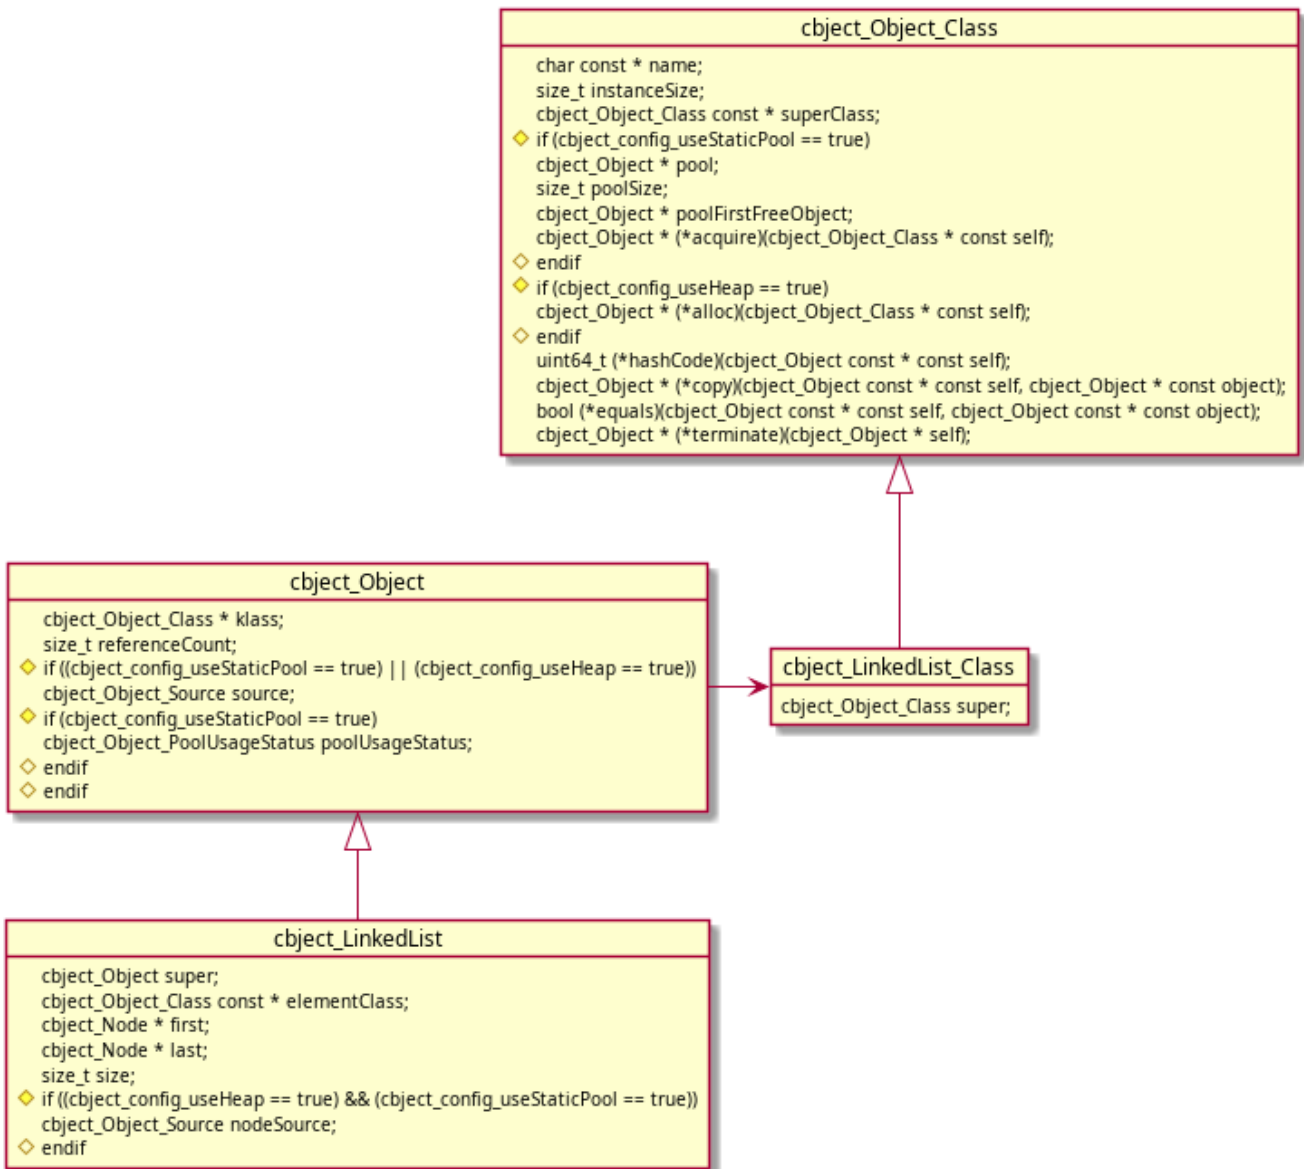 cbject_Object_Class
char const * name;
size_t instanceSize;
cbject_Object_Class const * superClass;
if (cbject_config_useStaticPool == true)
cbject_Object * pool;
size_t poolSize;
cbject_Object * poolFirstFreeObject;
cbject_Object * (*acquire)(cbject_Object_Class * const self);
endif
if (cbject_config_useHeap == true)
cbject_Object * (*alloc)(cbject_Object_Class * const self);
endif
uint64_t (*hashCode)(cbject_Object const * const self);
cbject_Object * (*copy)(cbject_Object const * const self, cbject_Object * const object);
bool (*equals)(cbject_Object const * const self, cbject_Object const * const object);
cbject_Object * (*terminate)(cbject_Object * self);
cbject_Object
cbject_Object_Class * klass;
size_t referenceCount;
if ((cbject_config_useStaticPool == true) || (cbject_config_useHeap == true))
cbject_Object_Source source;
if (cbject_config_useStaticPool == true)
cbject_Object_PoolUsageStatus poolUsageStatus;
endif
endif
cbject_LinkedList_Class
cbject_Object_Class super;
cbject_LinkedList
cbject_Object super;
cbject_Object_Class const * elementClass;
cbject_Node * first;
cbject_Node * last;
size_t size;
if ((cbject_config_useHeap == true) && (cbject_config_useStaticPool == true))
cbject_Object_Source nodeSource;
endif